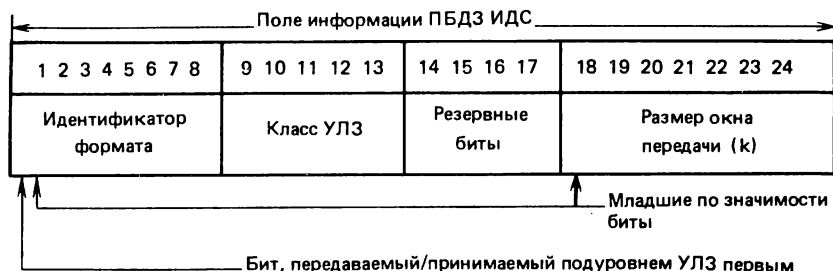 Поле информации ПБДЗ ИДС
1 2 3 4 5 6 7 8 9 10 11 12 13 14 15 16 17 18 19 20 21 22 23 24
Идентификатор
формата
Класс УЛЗ
Резервные
биты
Размер окна
передачи (k)
Младшие по значимости
биты
Бит, передаваемый/принимаемый подуровнем УЛЗ первым